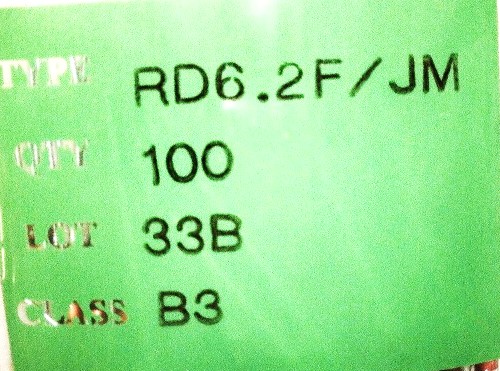 TYPE RD6.2F/JM
QTY 100
LOT 33B
CLASS B3